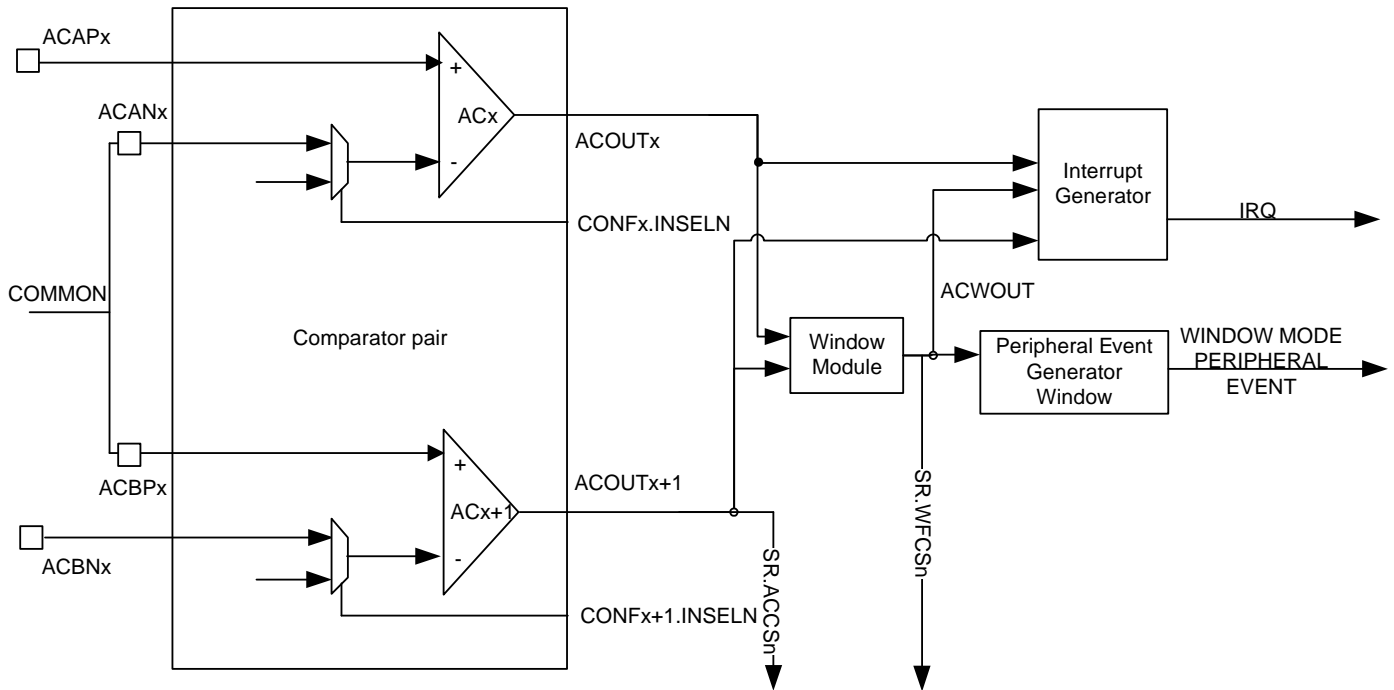 ACAPx
+
ACx
-
ACANx
ACOUTx
CONFx.INSELN
Interrupt
Generator
IRQ
COMMON
Comparator pair
ACWOUT
Window
Module
Peripheral Event
Generator
Window
WINDOW MODE
PERIPHERAL
EVENT
ACBPx
+
ACx+1
-
ACOUTx+1
ACBNx
CONFx+1.INSELN
SR.ACCSn
SR.WFCSn